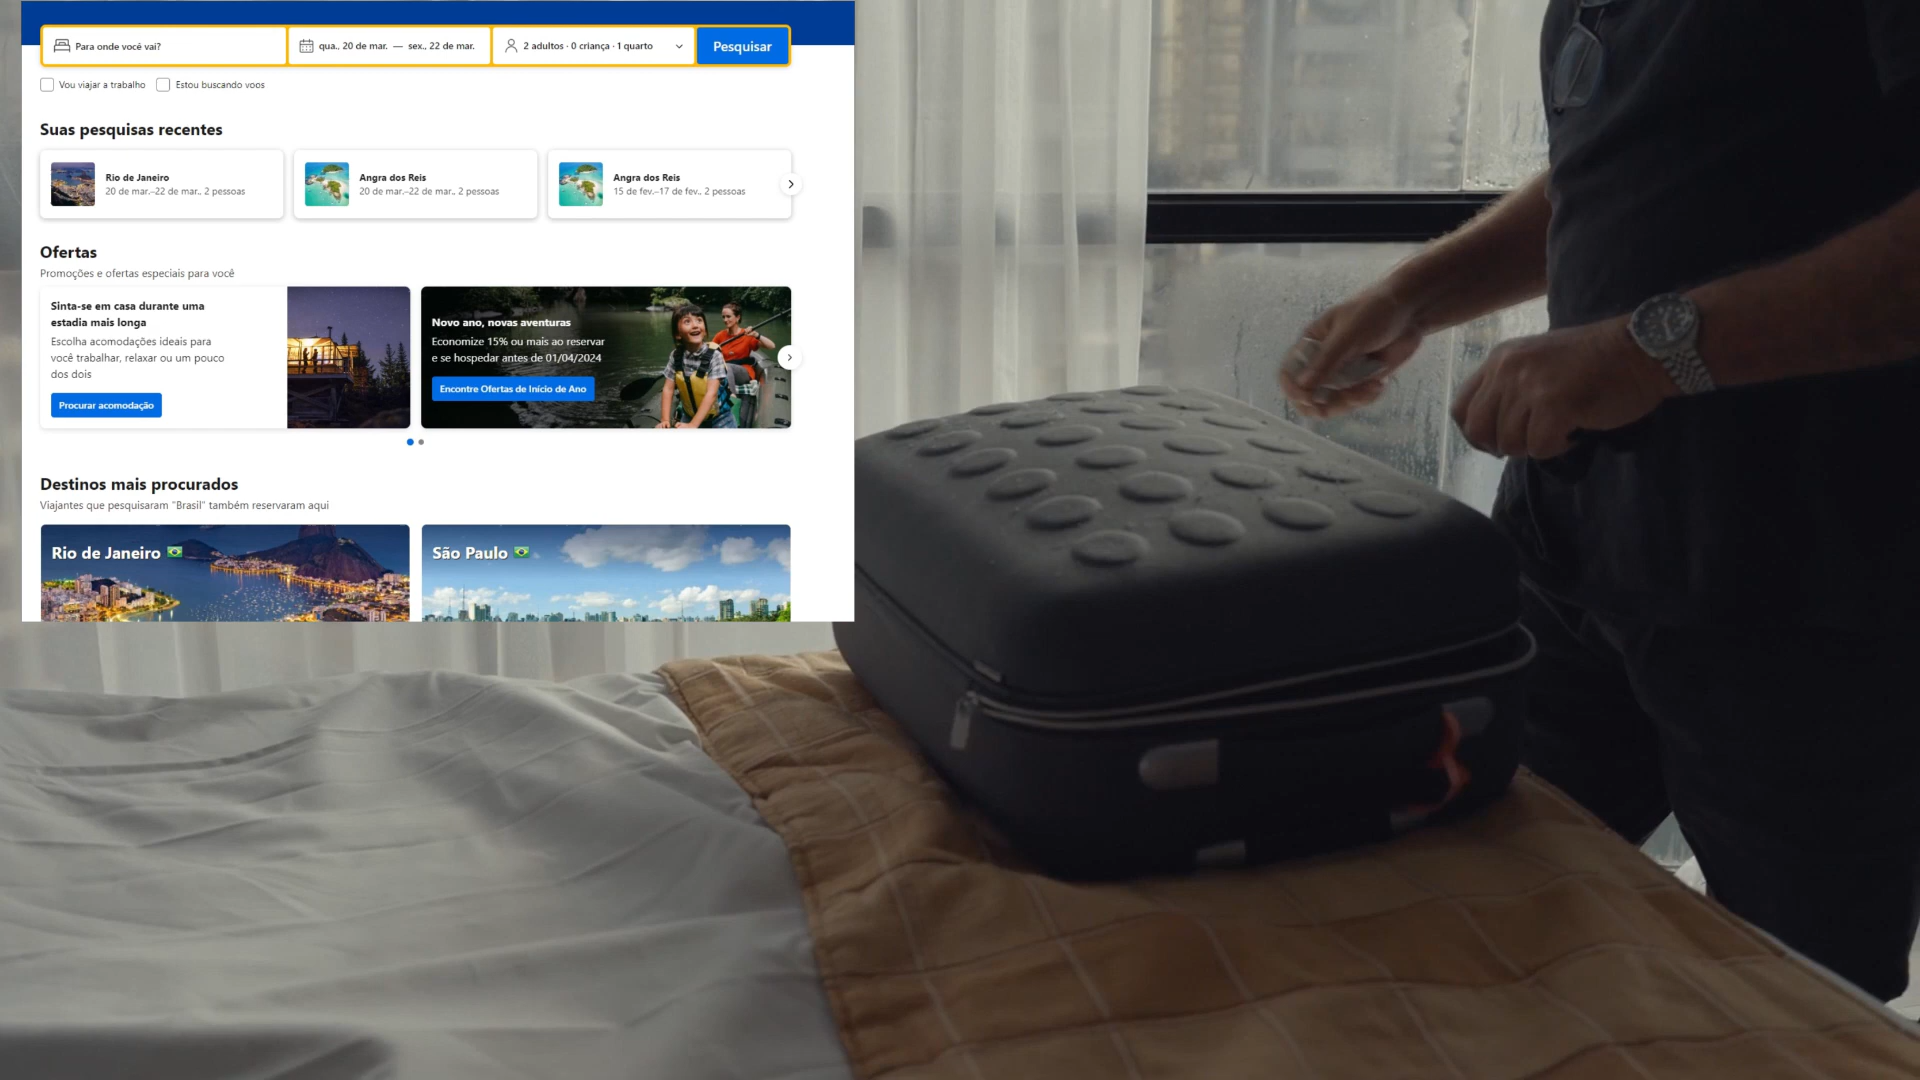 Para onde você vai?
qua., 20 de mar. — sex., 22 de mar.
2 adultos · 0 criança · 1 quarto
Pesquisar
Vou viajar a trabalho
Estou buscando voos
Suas pesquisas recentes
Rio de Janeiro
20 de mar.–22 de mar., 2 pessoas
Angra dos Reis
20 de mar.–22 de mar., 2 pessoas
Angra dos Reis
15 de fev.–17 de fev., 2 pessoas
Ofertas
Promoções e ofertas especiais para você
Sinta-se em casa durante uma
estadia mais longa
Escolha acomodações ideais para
você trabalhar, relaxar ou um pouco
dos dois
Procurar acomodação
Novo ano, novas aventuras
Economize 15% ou mais ao reservar
e se hospedar antes de 01/04/2024
Encontre Ofertas de Início de Ano
Destinos mais procurados
Viajantes que pesquisaram "Brasil" também reservaram aqui
Rio de Janeiro
São Paulo